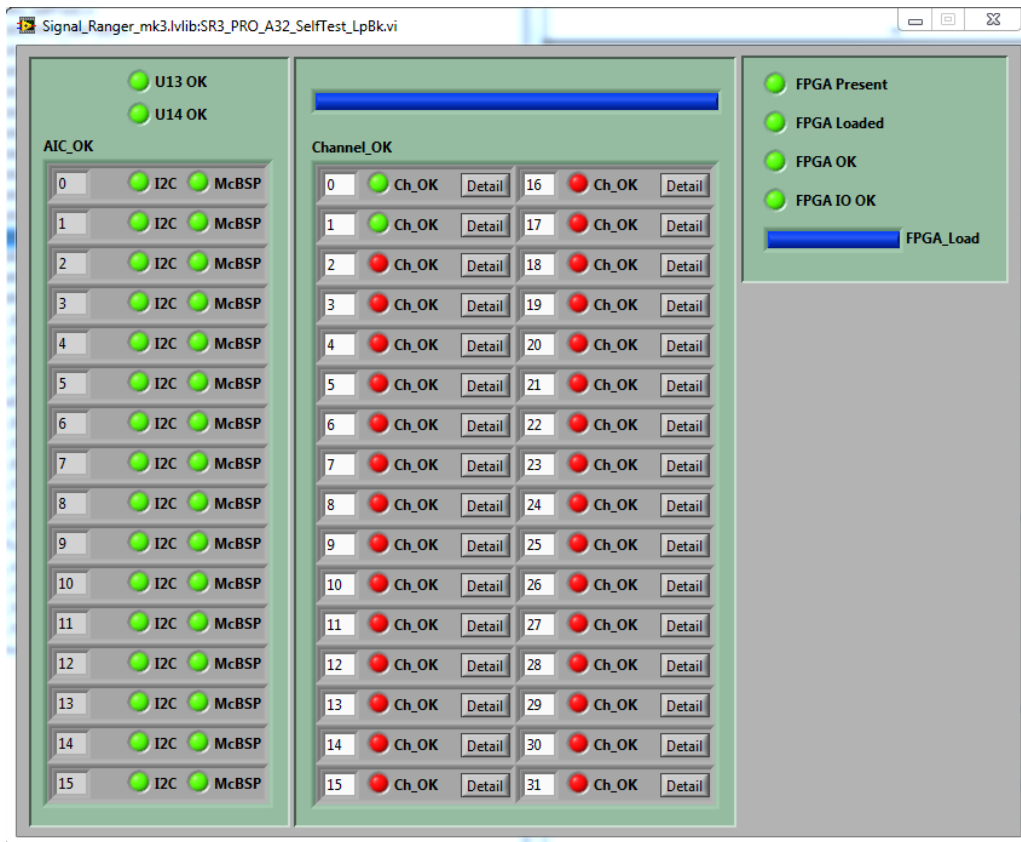 Signal_Ranger_mk3.lvlib:SR3_PRO_A32_SelfTest_LpBk.vi
U13 OK
U14 OK
AIC_OK
0 I2C McBSP
1 I2C McBSP
2 I2C McBSP
3 I2C McBSP
4 I2C McBSP
5 I2C McBSP
6 I2C McBSP
7 I2C McBSP
8 I2C McBSP
9 I2C McBSP
10 I2C McBSP
11 I2C McBSP
12 I2C McBSP
13 I2C McBSP
14 I2C McBSP
15 I2C McBSP
Channel_OK
0 Ch_OK Detail 16 Ch_OK Detail
1 Ch_OK Detail 17 Ch_OK Detail
2 Ch_OK Detail 18 Ch_OK Detail
3 Ch_OK Detail 19 Ch_OK Detail
4 Ch_OK Detail 20 Ch_OK Detail
5 Ch_OK Detail 21 Ch_OK Detail
6 Ch_OK Detail 22 Ch_OK Detail
7 Ch_OK Detail 23 Ch_OK Detail
8 Ch_OK Detail 24 Ch_OK Detail
9 Ch_OK Detail 25 Ch_OK Detail
10 Ch_OK Detail 26 Ch_OK Detail
11 Ch_OK Detail 27 Ch_OK Detail
12 Ch_OK Detail 28 Ch_OK Detail
13 Ch_OK Detail 29 Ch_OK Detail
14 Ch_OK Detail 30 Ch_OK Detail
15 Ch_OK Detail 31 Ch_OK Detail
FPGA Present
FPGA Loaded
FPGA OK
FPGA IO OK
FPGA_Load